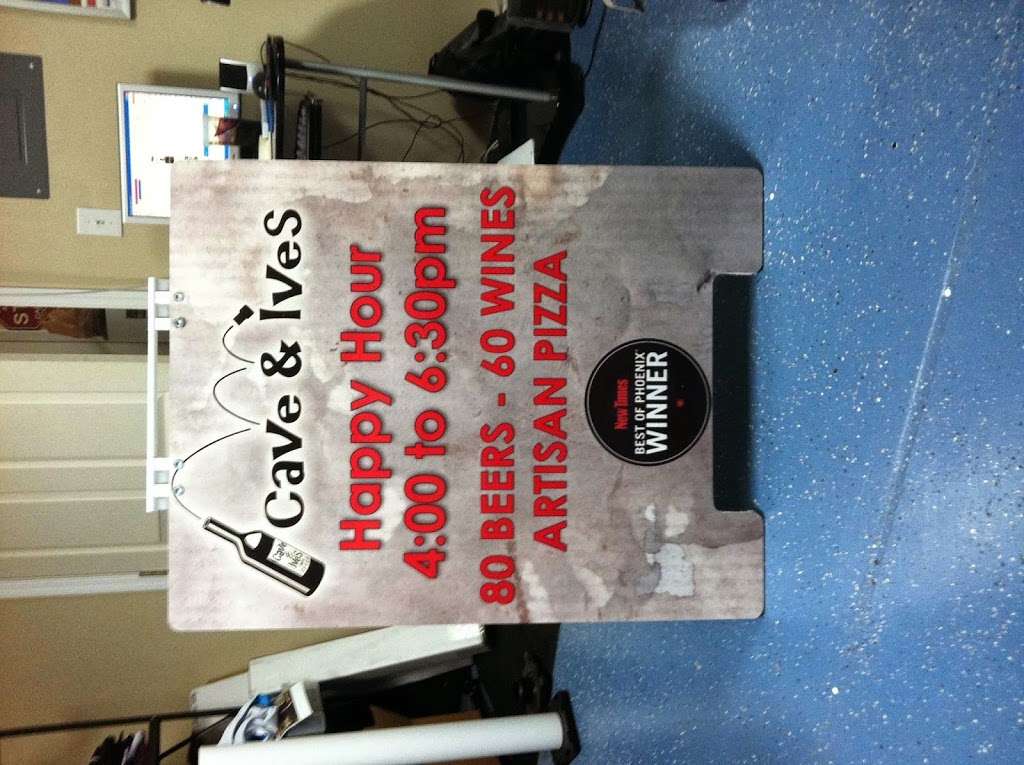 Cave & Ives
Happy Hour
4:00 to 6:30pm
80 BEERS - 60 WINES
ARTISAN PIZZA
New Times
BEST OF PHOENIX
WINNER